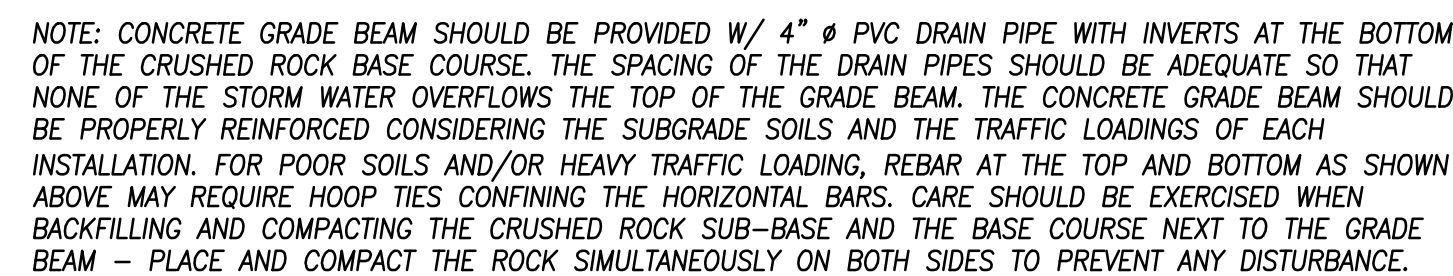 NOTE: CONCRETE GRADE BEAM SHOULD BE PROVIDED W/ 4" ø PVC DRAIN PIPE WITH INVERTS AT THE BOTTOM
OF THE CRUSHED ROCK BASE COURSE. THE SPACING OF THE DRAIN PIPES SHOULD BE ADEQUATE SO THAT
NONE OF THE STORM WATER OVERFLOWS THE TOP OF THE GRADE BEAM. THE CONCRETE GRADE BEAM SHOULD
BE PROPERLY REINFORCED CONSIDERING THE SUBGRADE SOILS AND THE TRAFFIC LOADINGS OF EACH
INSTALLATION. FOR POOR SOILS AND/OR HEAVY TRAFFIC LOADING, REBAR AT THE TOP AND BOTTOM AS SHOWN
ABOVE MAY REQUIRE HOOP TIES CONFINING THE HORIZONTAL BARS. CARE SHOULD BE EXERCISED WHEN
BACKFILLING AND COMPACTING THE CRUSHED ROCK SUB-BASE AND THE BASE COURSE NEXT TO THE GRADE
BEAM - PLACE AND COMPACT THE ROCK SIMULTANEOUSLY ON BOTH SIDES TO PREVENT ANY DISTURBANCE.